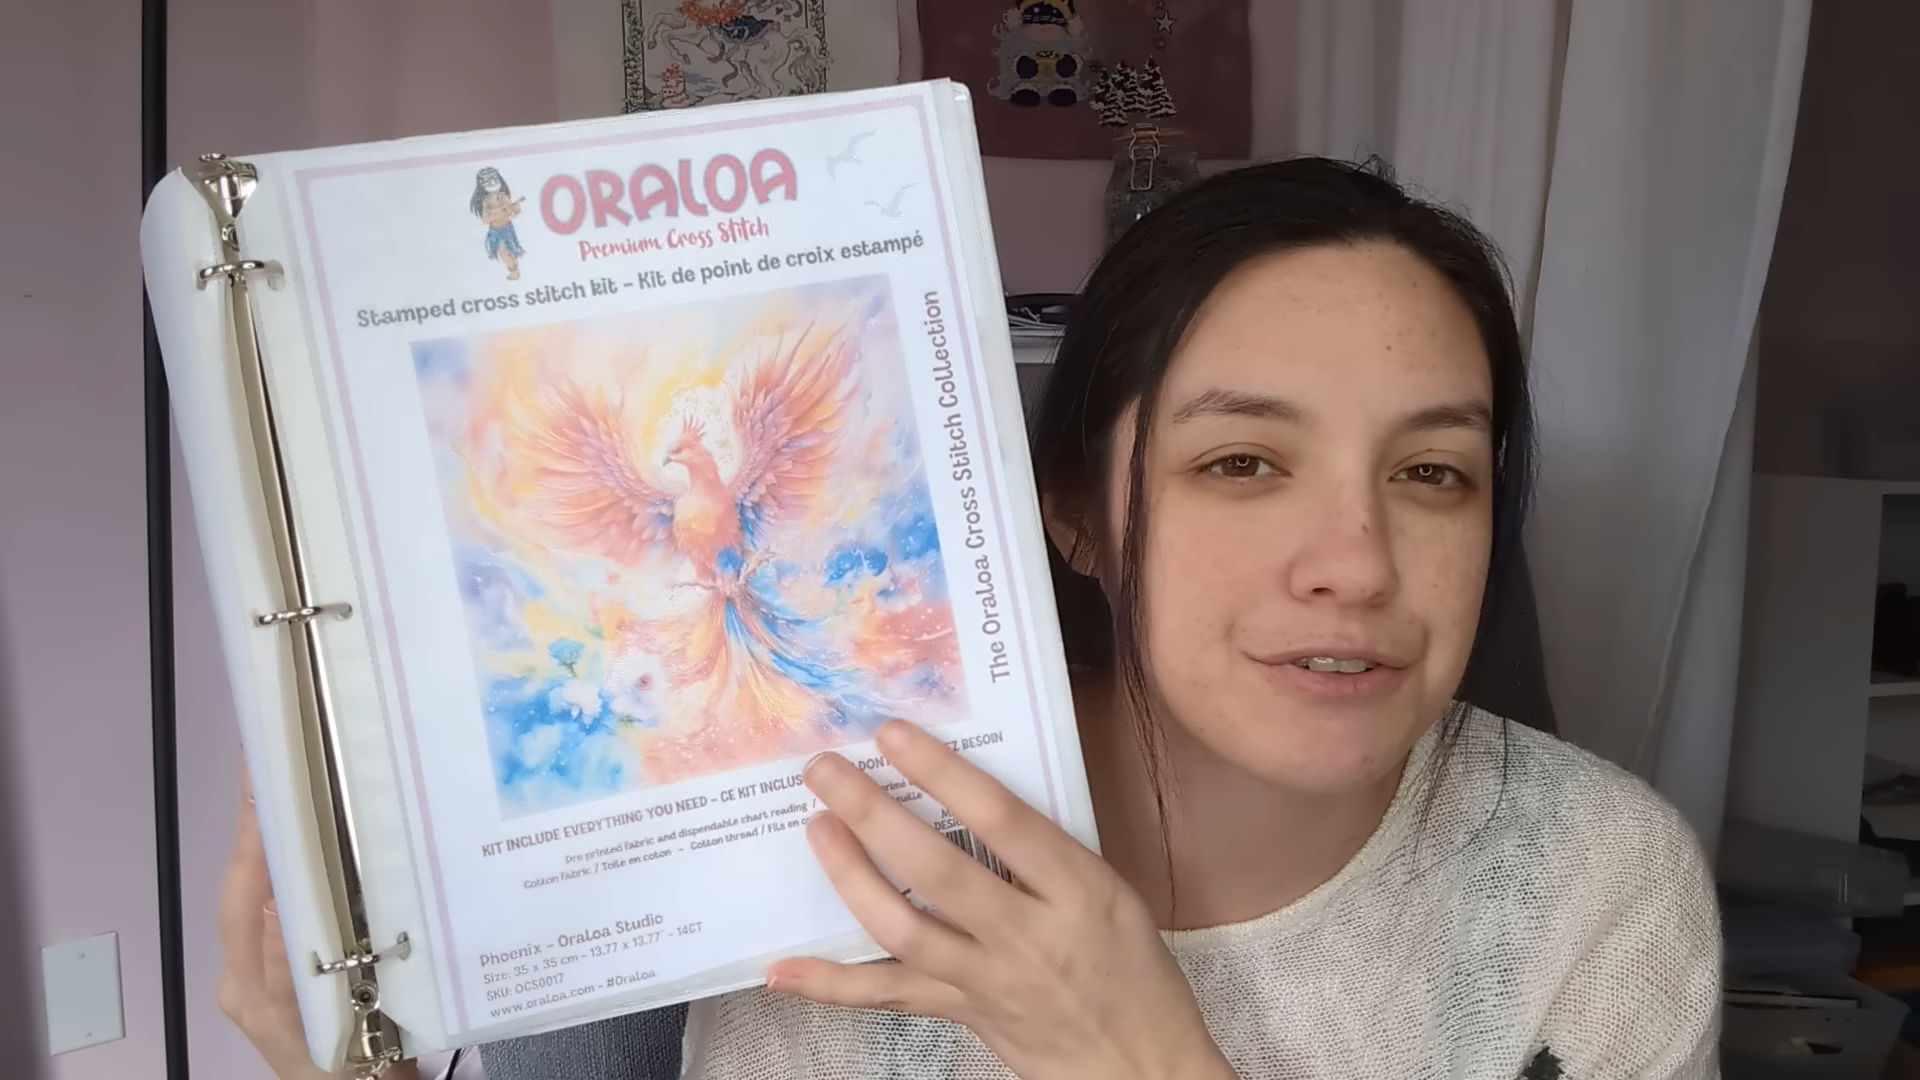 ORALOA
Premium Cross Stitch
Stamped cross stitch kit - Kit de point de croix estampé
The Oraloa Cross Stitch Collection
KIT INCLUDE EVERYTHING YOU NEED - CE KIT INCLUS DONT EZ BESOIN
Pre printed fabric and dispendable chart reading /
Cotton fabric / Toile en coton - Cotton thread / Fils en
Phoenix - Oraloa Studio
Size: 35 x 35 cm - 13.77 x 13.77" - 14CT
SKU: OCS0017
www.oraloa.com - #Oraloa